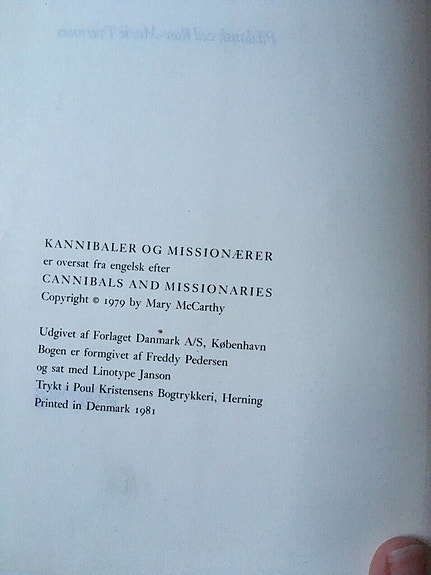 KANNIBALER OG MISSIONÆRER
er oversat fra engelsk efter
CANNIBALS AND MISSIONARIES
Copyright © 1979 by Mary McCarthy
*
Udgivet af Forlaget Danmark A/S, København
Bogen er formgivet af Freddy Pedersen
og sat med Linotype Janson
Trykt i Poul Kristensens Bogtrykkeri, Herning
Printed in Denmark 1981